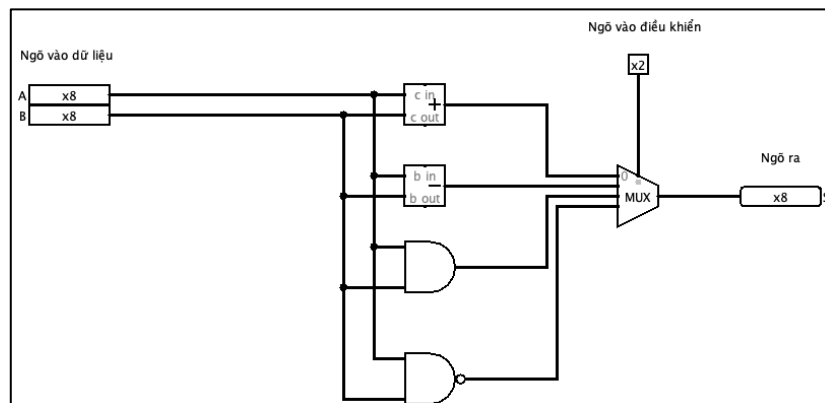 Ngõ vào điều khiển
Ngõ vào dữ liệu
x2
A x8
B x8
c in
+
c out
Ngõ ra
b in
−
b out
0
MUX
x8 S